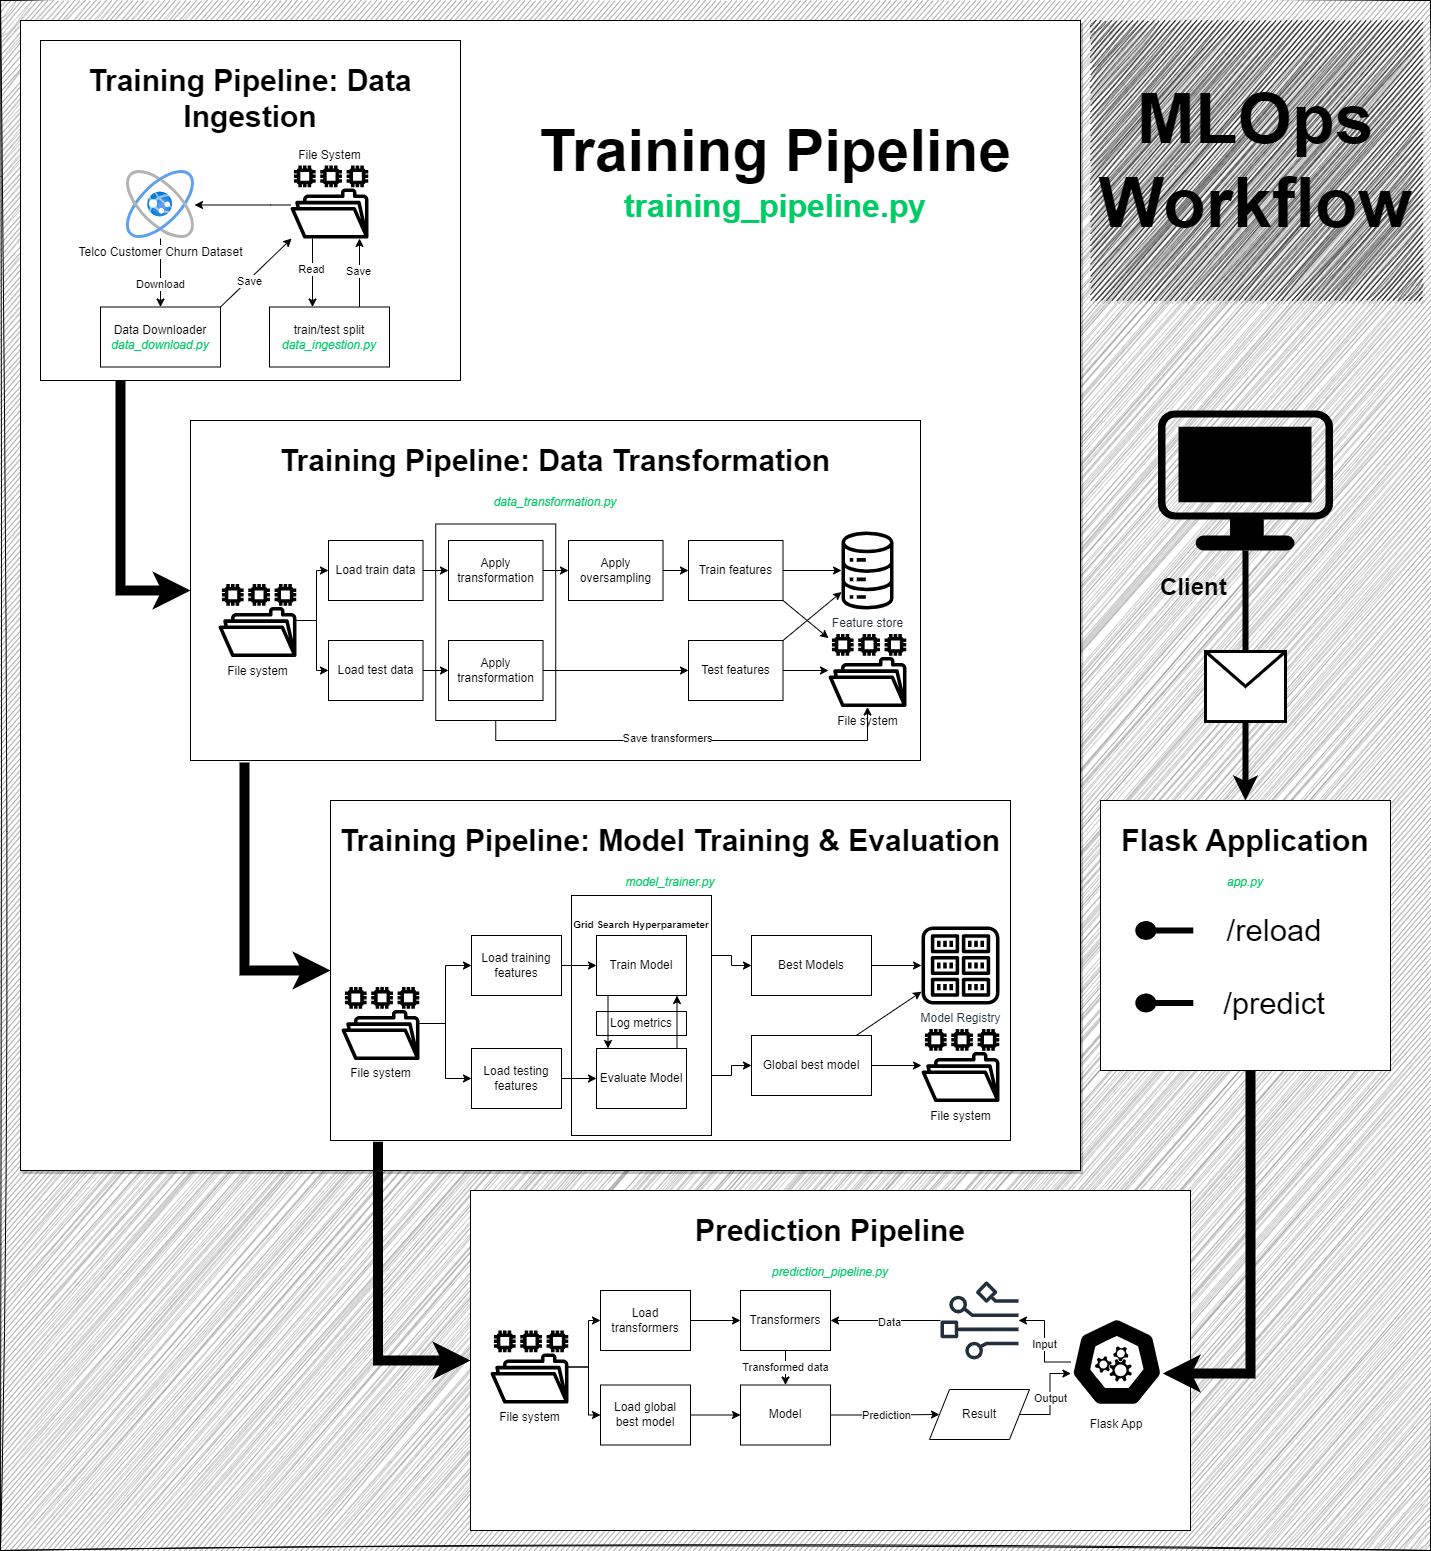 Training Pipeline: Data
Ingestion
File System
Telco Customer Churn Dataset
Download
Save
Read
Save
Data Downloader
data_download.py
train/test split
data_ingestion.py
Training Pipeline
training_pipeline.py
MLOps
Workflow
Training Pipeline: Data Transformation
data_transformation.py
File system
Load train data
Apply
transformation
Apply
oversampling
Train features
Feature store
Load test data
Apply
transformation
Test features
File system
Save transformers
Client
Training Pipeline: Model Training & Evaluation
model_trainer.py
File system
Load training
features
Load testing
features
Grid Search Hyperparameter
Train Model
Log metrics
Evaluate Model
Best Models
Global best model
Model Registry
File system
Flask Application
app.py
/reload
/predict
Prediction Pipeline
prediction_pipeline.py
File system
Load
transformers
Load global
best model
Transformers
Transformed data
Model
Data
Prediction
Result
Input
Output
Flask App